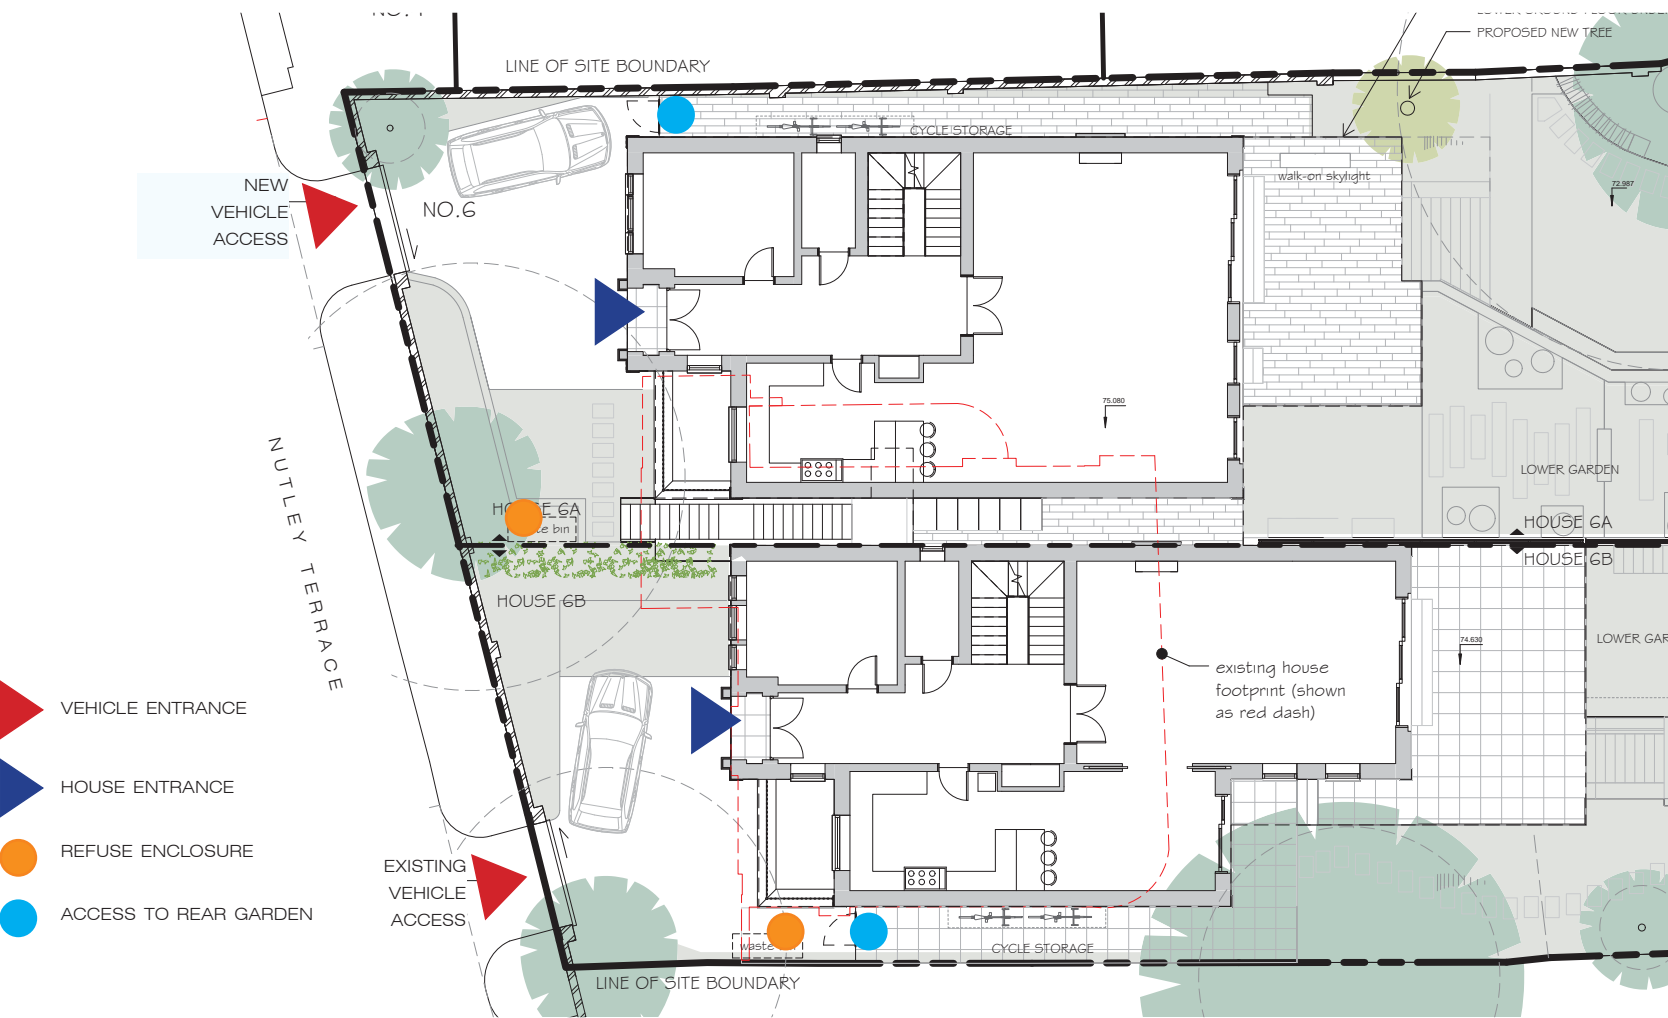 LINE OF SITE BOUNDARY
PROPOSED NEW TREE
CYCLE STORAGE
walk-on skylight
72.987
NEW
VEHICLE
ACCESS
NO.6
75.080
NUTLEY TERRACE
LOWER GARDEN
HOUSE 6A
bin
HOUSE 6A
HOUSE 6B
HOUSE 6B
74.630
LOWER
existing house
footprint (shown
as red dash)
VEHICLE ENTRANCE
HOUSE ENTRANCE
REFUSE ENCLOSURE
ACCESS TO REAR GARDEN
EXISTING
VEHICLE
ACCESS
waste
CYCLE STORAGE
LINE OF SITE BOUNDARY